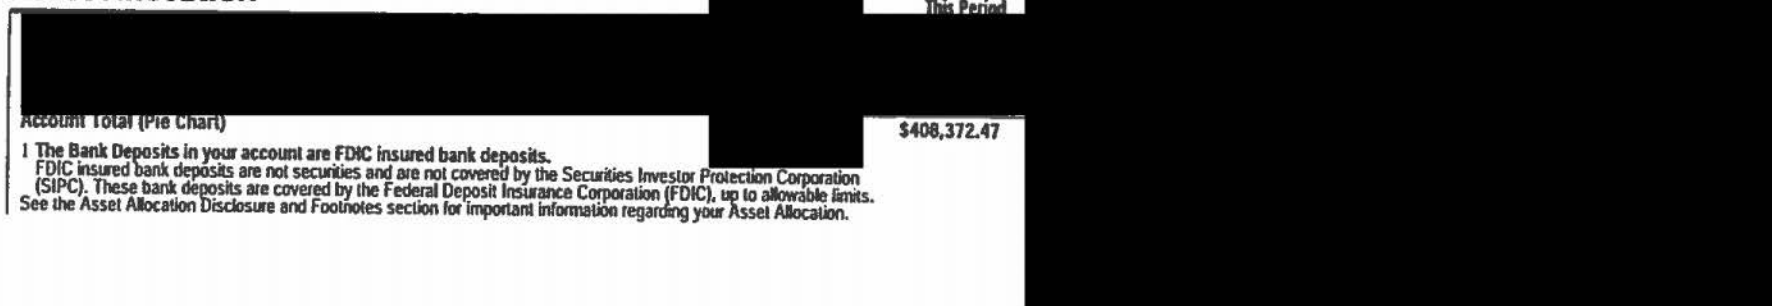 This Period
Account Total (Pie Chart)
$408,372.47
1 The Bank Deposits in your account are FDIC insured bank deposits.
FDIC insured bank deposits are not securities and are not covered by the Securities Investor Protection Corporation
(SIPC). These bank deposits are covered by the Federal Deposit Insurance Corporation (FDIC), up to allowable limits.
See the Asset Allocation Disclosure and Footnotes section for important information regarding your Asset Allocation.